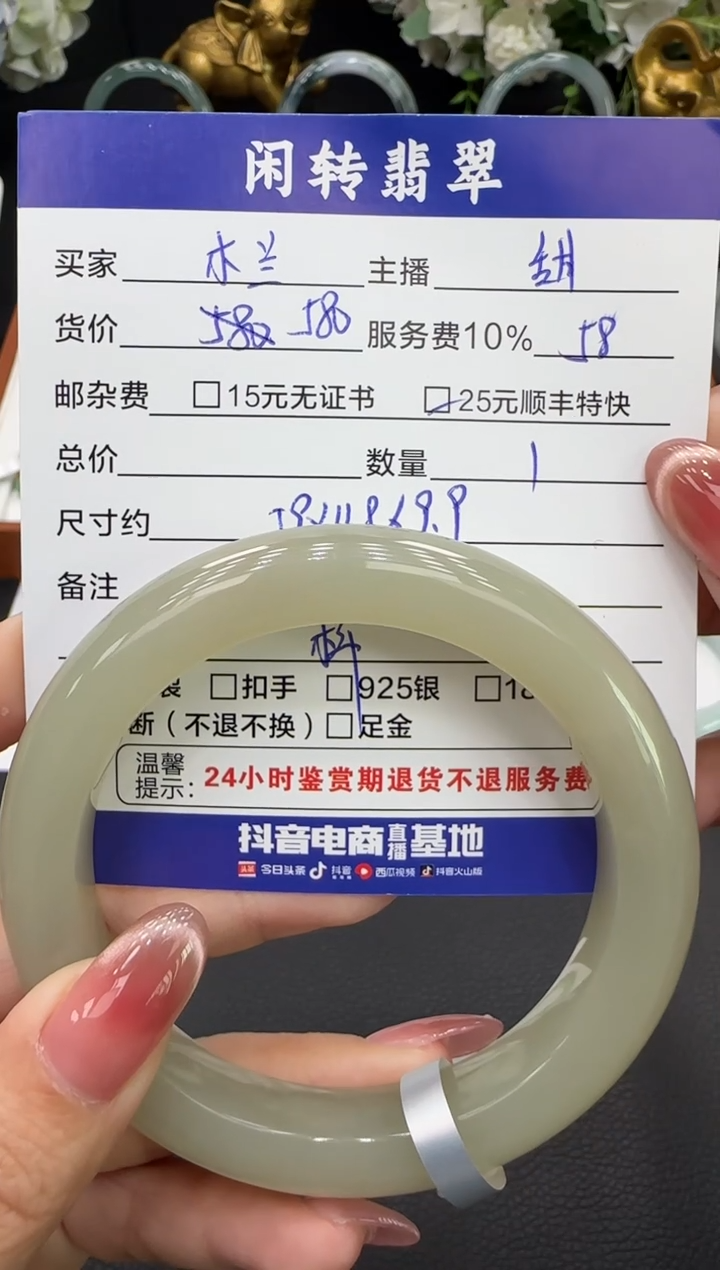 闲转翡翠
买家 木兰 主播 胡
货价 580 服务费10% 58
邮杂费 □15元无证书 □25元顺丰特快
总价 数量 1
尺寸约
备注
□扣手 □925银 □18
断（不退不换）□足金
温馨提示：24小时鉴赏期退货不退服务费
抖音电商直播基地
头条 今日头条 抖音 西瓜视频 抖音火山版